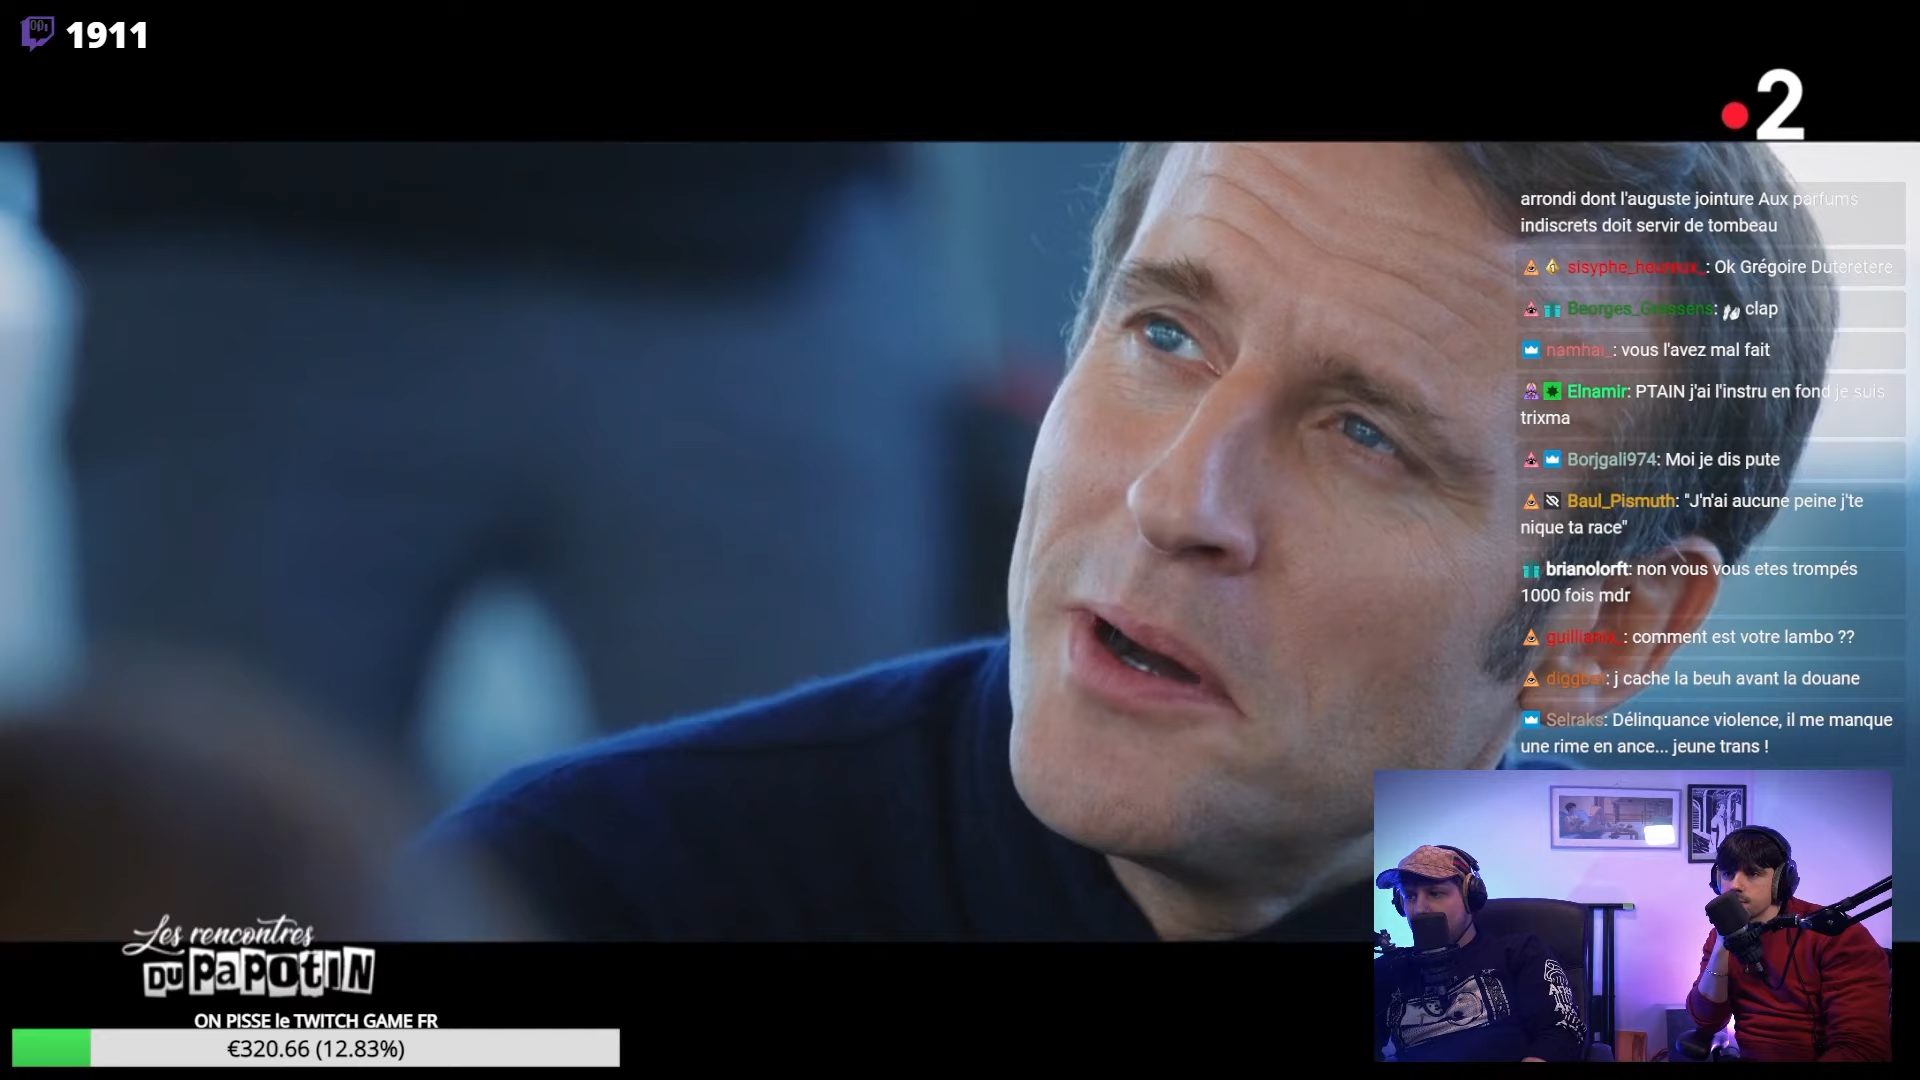 1911
2
arrondi dont l'auguste jointure Aux parfums
indiscrets doit servir de tombeau
sisyphe_heureux_: Ok Grégoire Duteretere
Beorges_Grassens: clap
namhai_: vous l'avez mal fait
Elnamir: PTAIN j'ai l'instru en fond je suis
trixma
Borjgali974: Moi je dis pute
Baul_Pismuth: "J'n'ai aucune peine j'te
nique ta race"
brianolorft: non vous vous etes trompés
1000 fois mdr
: comment est votre lambo ??
: j cache la beuh avant la douane
Selraks: Délinquance violence, il me manque
une rime en ance... jeune trans !
Les rencontres
DU PAPOTIN
ON PISSE le TWITCH GAME FR
€320.66 (12.83%)